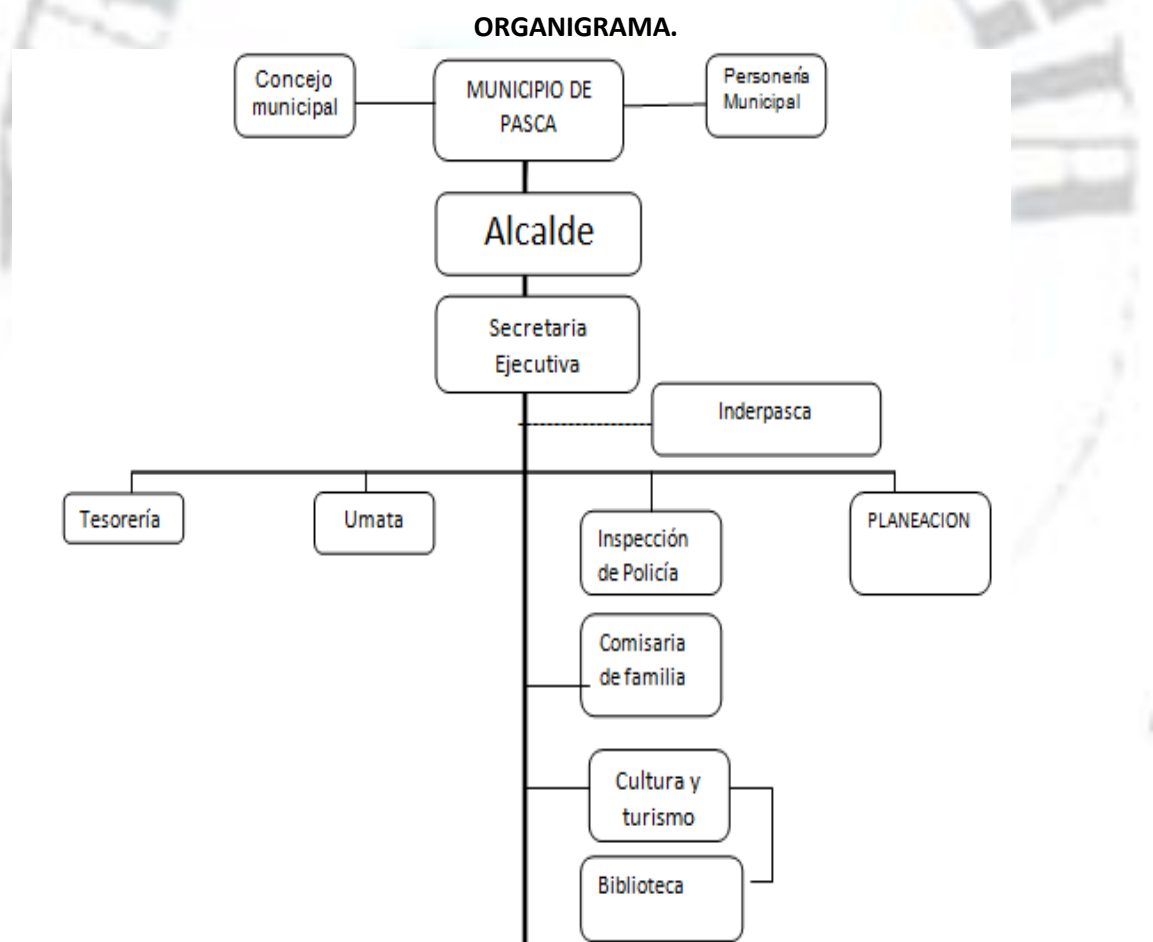 ORGANIGRAMA.
Concejo
municipal
MUNICIPIO DE
PASCA
Personería
Municipal
Alcalde
Secretaria
Ejecutiva
Inderpasca
Tesorería
Umata
Inspección
de Policía
PLANEACION
Comisaria
de familia
Cultura y
turismo
Biblioteca